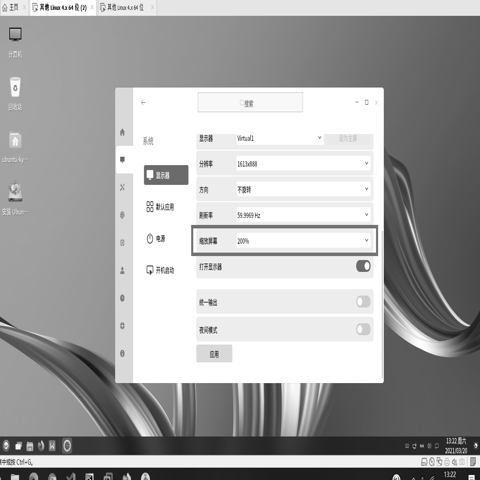 主页
其他 Linux 4.x 64 位 (2)
其他 Linux 4.x 64 位
计算机
回收站
ubuntu-ky···
安装 Ubun···
搜索
系统
显示器
默认应用
电源
开机启动
显示器 Virtual1
分辨率 1613x888
方向 不旋转
刷新率 59.9969 Hz
缩放屏幕 200%
打开显示器
统一输出
夜间模式
应用
13:22 周六
2021/03/20
中或按 Ctrl+G。
13:22